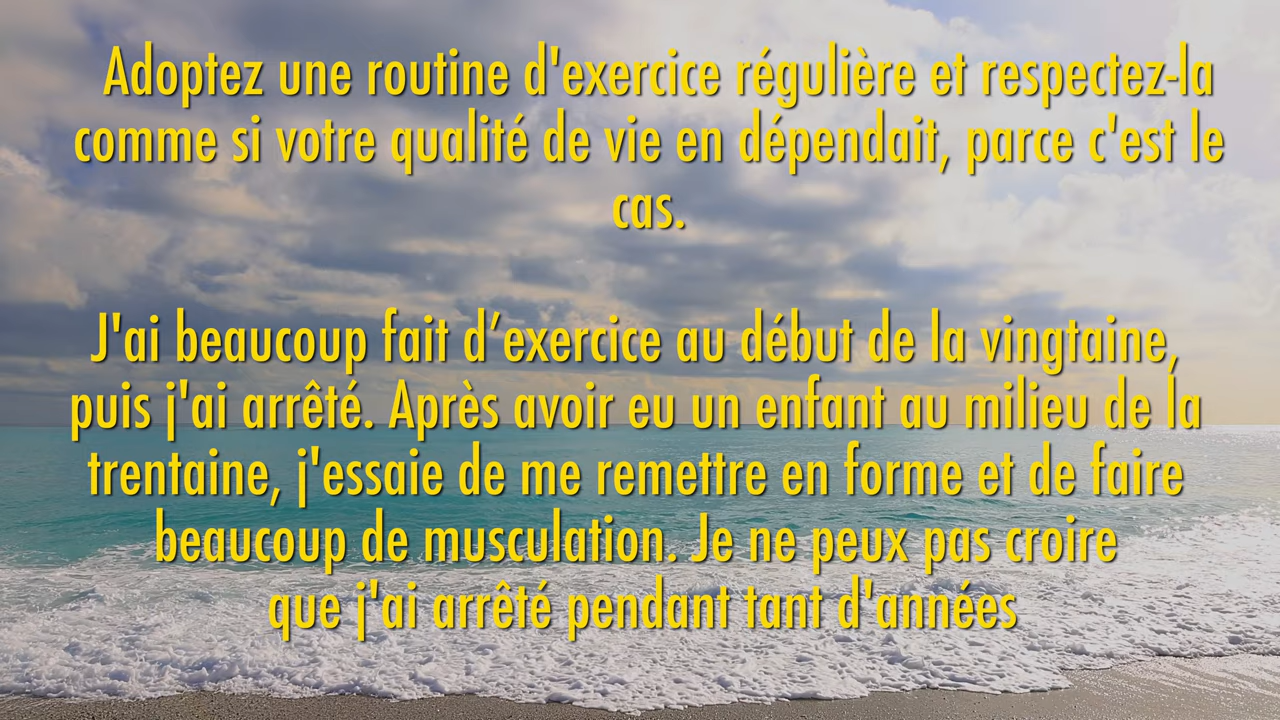 Adoptez une routine d'exercice régulière et respectez-la
comme si votre qualité de vie en dépendait, parce c'est le
cas.
J'ai beaucoup fait d’exercice au début de la vingtaine,
puis j'ai arrêté. Après avoir eu un enfant au milieu de la
trentaine, j'essaie de me remettre en forme et de faire
beaucoup de musculation. Je ne peux pas croire
que j'ai arrêté pendant tant d'années